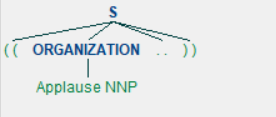 S
(( ORGANIZATION .. ))
Applause NNP